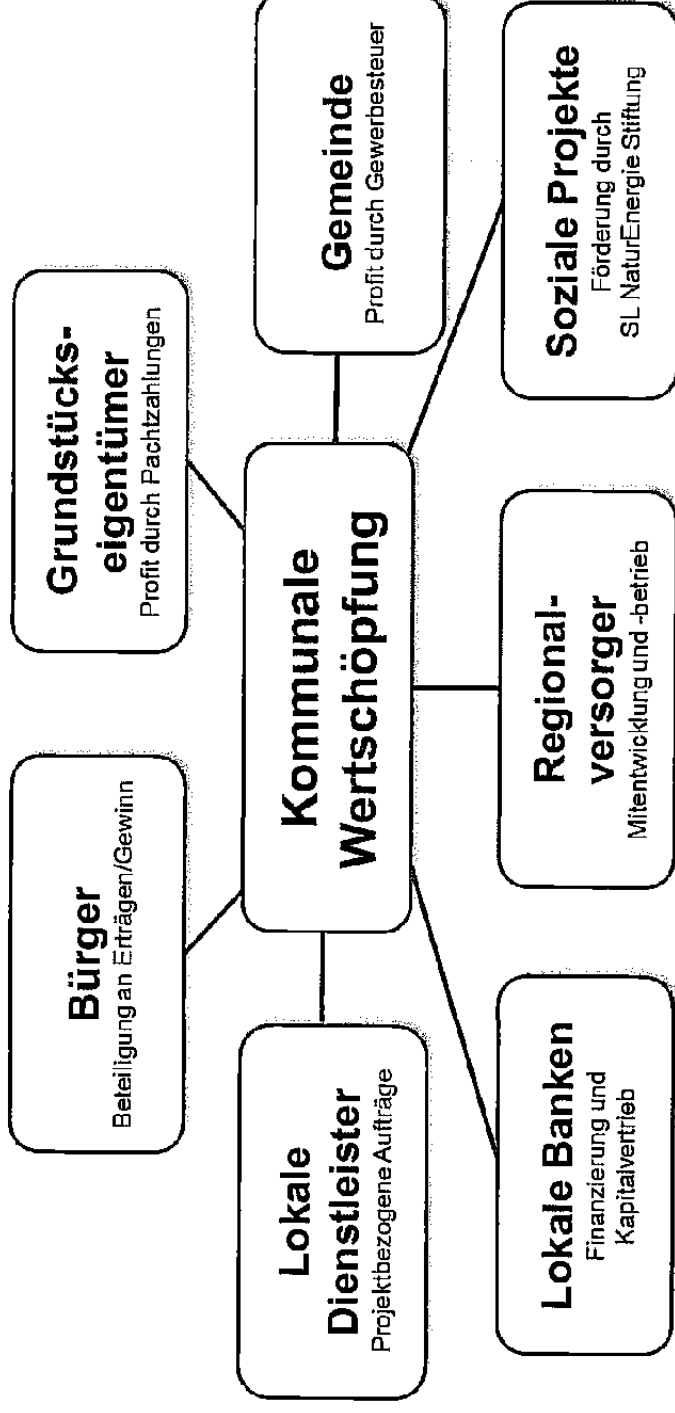 Bürger
Beteiligung an Erträgen/Gewinn
Grundstücks-
eigentümer
Profit durch Pachtzahlungen
Lokale
Dienstleister
Projektbezogene Aufträge
Kommunale
Wertschöpfung
Gemeinde
Profit durch Gewerbesteuer
Lokale Banken
Finanzierung und
Kapitalvertrieb
Regional-
versorger
Mitentwicklung und -betrieb
Soziale Projekte
Förderung durch
SL NaturEnergie Stiftung